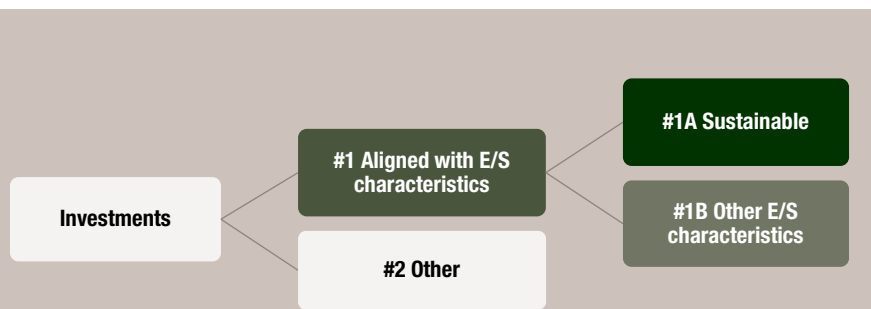 Investments
#1 Aligned with E/S
characteristics
#2 Other
#1A Sustainable
#1B Other E/S
characteristics